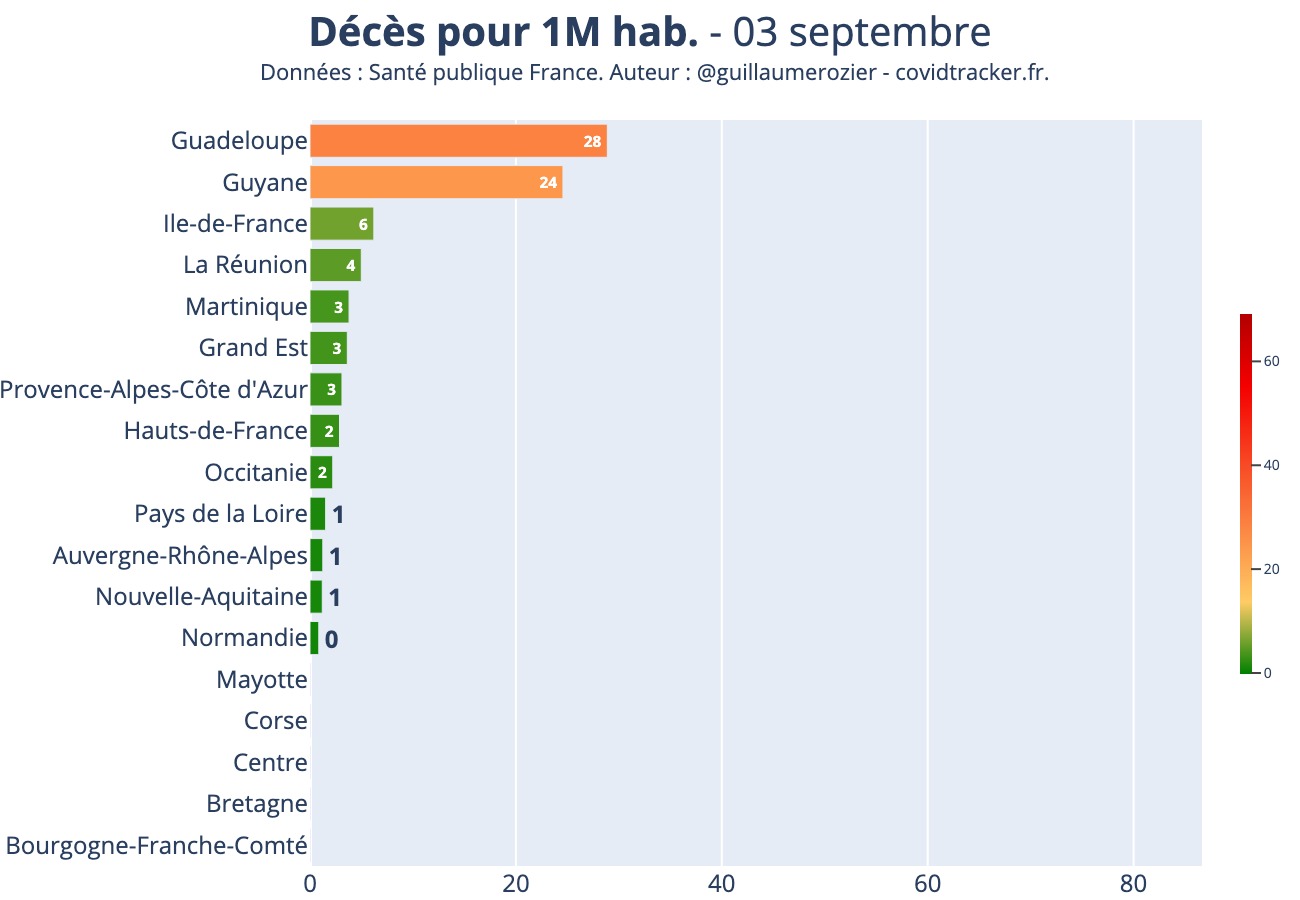 Décès pour 1M hab. - 03 septembre
Données : Santé publique France. Auteur : @guillaumerozier - covidtracker.fr.
Guadeloupe 28
Guyane 24
Ile-de-France 6
La Réunion 4
Martinique 3
Grand Est 3
Provence-Alpes-Côte d'Azur 3
Hauts-de-France 2
Occitanie 2
Pays de la Loire 1
Auvergne-Rhône-Alpes 1
Nouvelle-Aquitaine 1
Normandie 0
Mayotte
Corse
Centre
Bretagne
Bourgogne-Franche-Comté
0 20 40 60 80
60
40
20
0